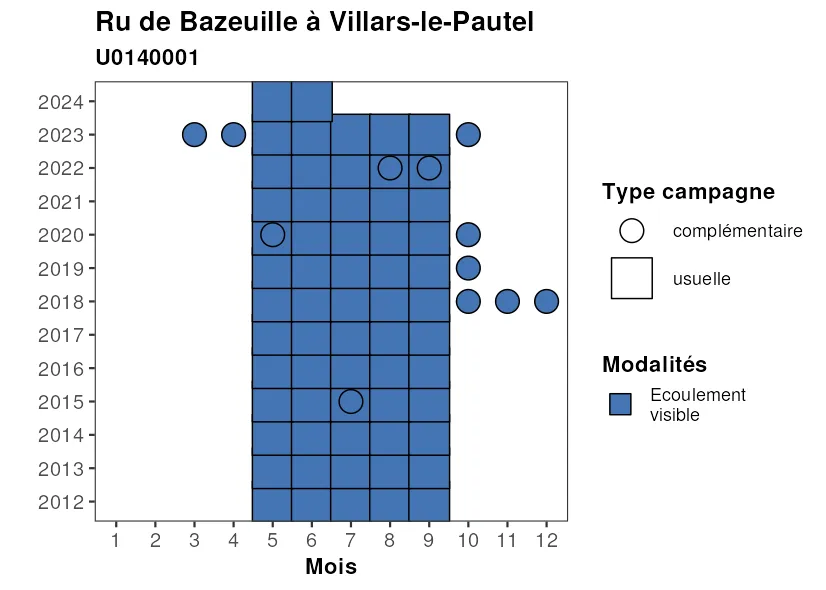 Ru de Bazeuille à Villars-le-Pautel
U0140001
2024
2023
2022
2021
2020
2019
2018
2017
2016
2015
2014
2013
2012
1 2 3 4 5 6 7 8 9 10 11 12
Mois
Type campagne
complémentaire
usuelle
Modalités
Ecoulement
visible